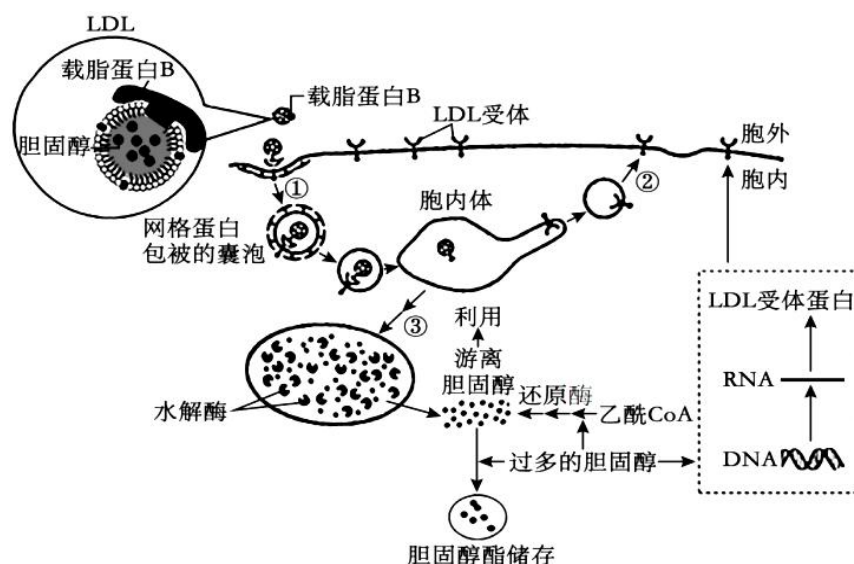 LDL
载脂蛋白B
胆固醇
载脂蛋白B
LDL受体
胞外
胞内
①
②
网格蛋白
包被的囊泡
胞内体
③
利用
游离
胆固醇
水解酶
还原酶
乙酰CoA
过多的胆固醇
胆固醇酯储存
LDL受体蛋白
RNA
DNA